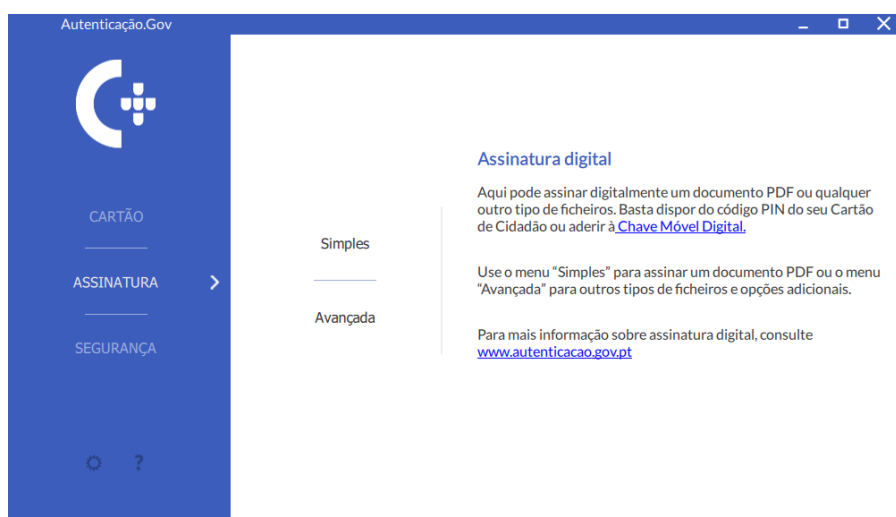 Autenticação.Gov
CARTÃO
ASSINATURA
SEGURANÇA
?
Simples
Avançada
Assinatura digital
Aqui pode assinar digitalmente um documento PDF ou qualquer
outro tipo de ficheiros. Basta dispor do código PIN do seu Cartão
de Cidadão ou aderir à Chave Móvel Digital.
Use o menu “Simples” para assinar um documento PDF ou o menu
“Avançada” para outros tipos de ficheiros e opções adicionais.
Para mais informação sobre assinatura digital, consulte
www.autenticacao.gov.pt